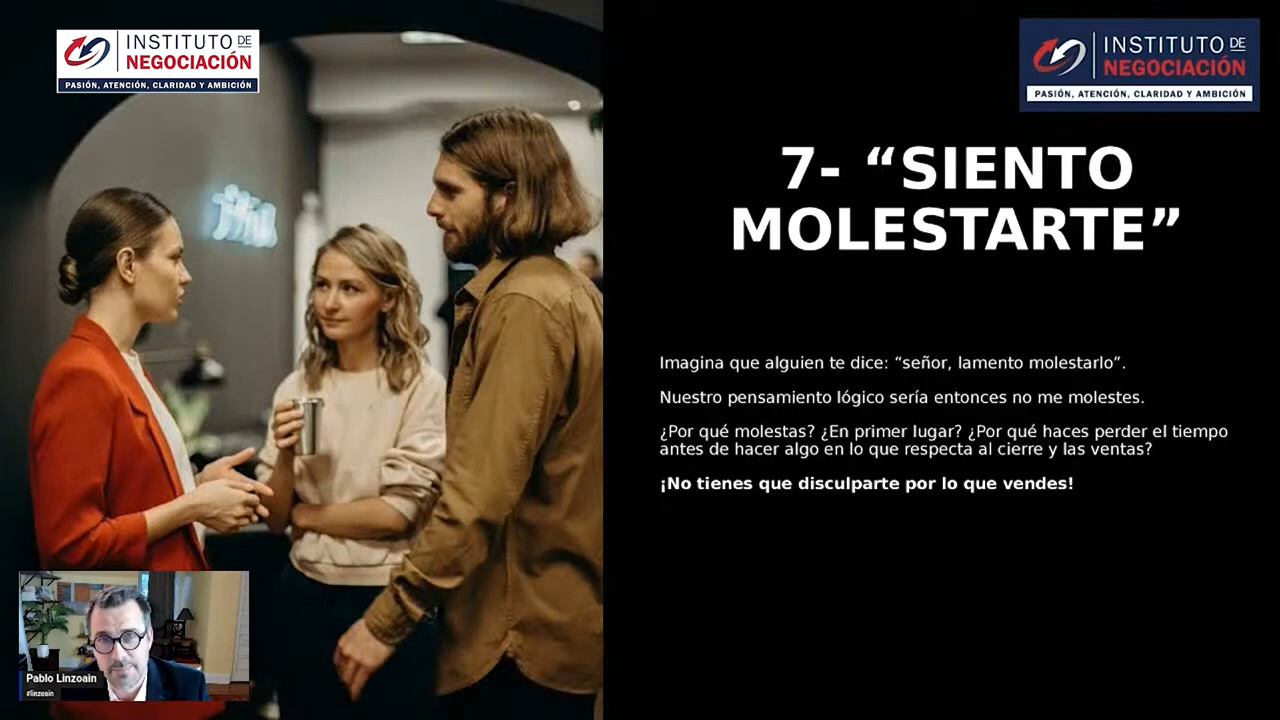 INSTITUTO DE
NEGOCIACIÓN
PASIÓN, ATENCIÓN, CLARIDAD Y AMBICIÓN
INSTITUTO DE
NEGOCIACIÓN
PASIÓN, ATENCIÓN, CLARIDAD Y AMBICIÓN
7- “SIENTO
MOLESTARTE”
Imagina que alguien te dice: “señor, lamento molestarlo”.
Nuestro pensamiento lógico sería entonces no me molestes.
¿Por qué molestas? ¿En primer lugar? ¿Por qué haces perder el tiempo
antes de hacer algo en lo que respecta al cierre y las ventas?
¡No tienes que disculparte por lo que vendes!
Pablo Linzoain
#linzoain